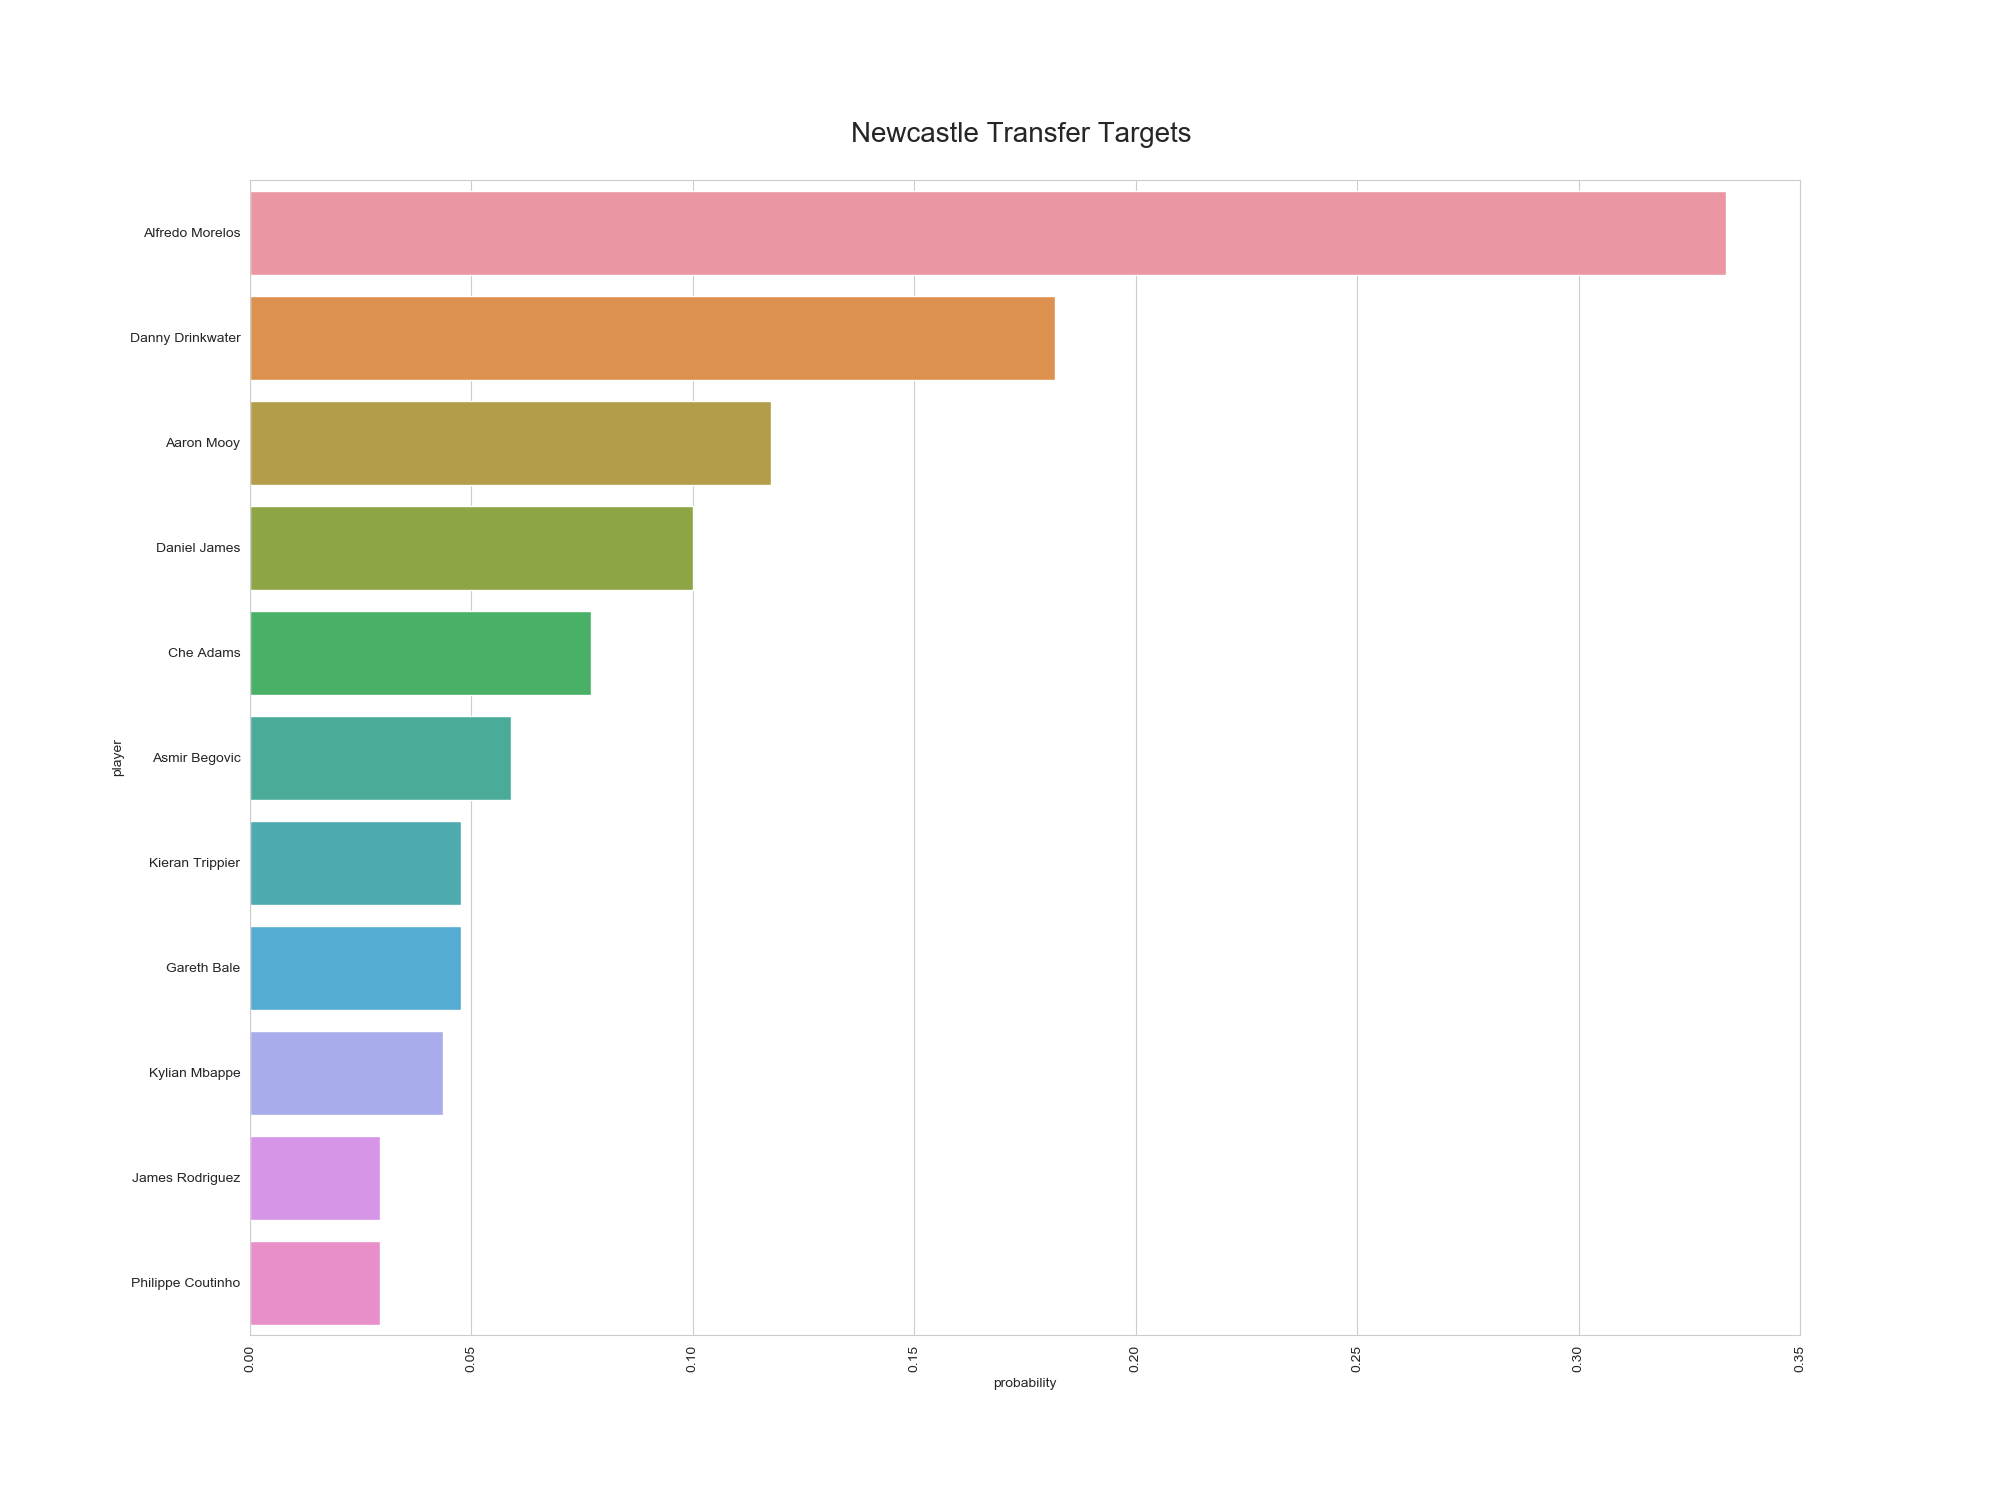 Newcastle Transfer Targets
Alfredo Morelos
Danny Drinkwater
Aaron Mooy
Daniel James
Che Adams
Asmir Begovic
Kieran Trippier
Gareth Bale
Kylian Mbappe
James Rodriguez
Philippe Coutinho
player
0.00
0.05
0.10
0.15
0.20
0.25
0.30
0.35
probability